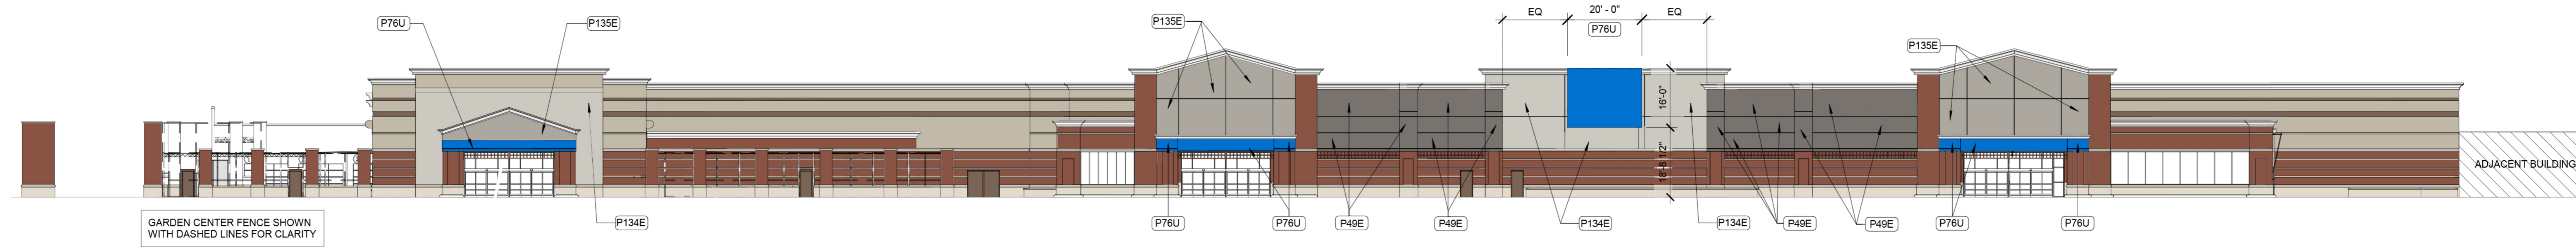 EQ
20' - 0"
EQ
P76U
P76U
P135E
P135E
P135E
16'-0"
18'-8 1/2"
ADJACENT BUILDING
GARDEN CENTER FENCE SHOWN
WITH DASHED LINES FOR CLARITY
P134E
P76U
P76U
P49E
P49E
P134E
P134E
P49E
P49E
P76U
P76U